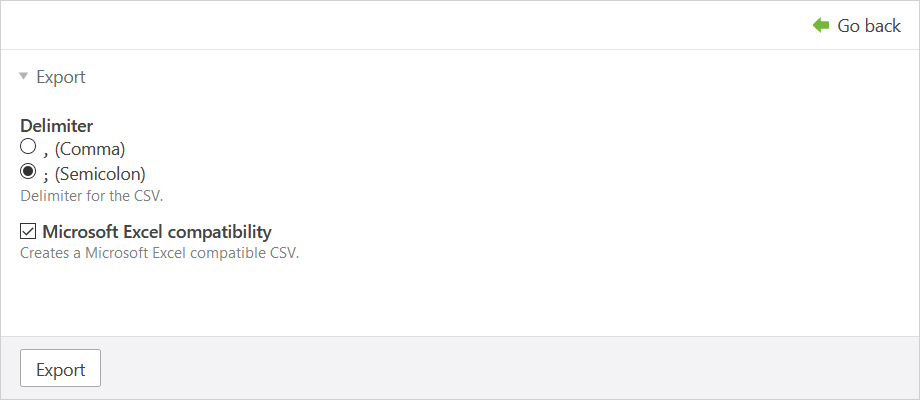 Go back
Export
Delimiter
, (Comma)
; (Semicolon)
Delimiter for the CSV.
Microsoft Excel compatibility
Creates a Microsoft Excel compatible CSV.
Export